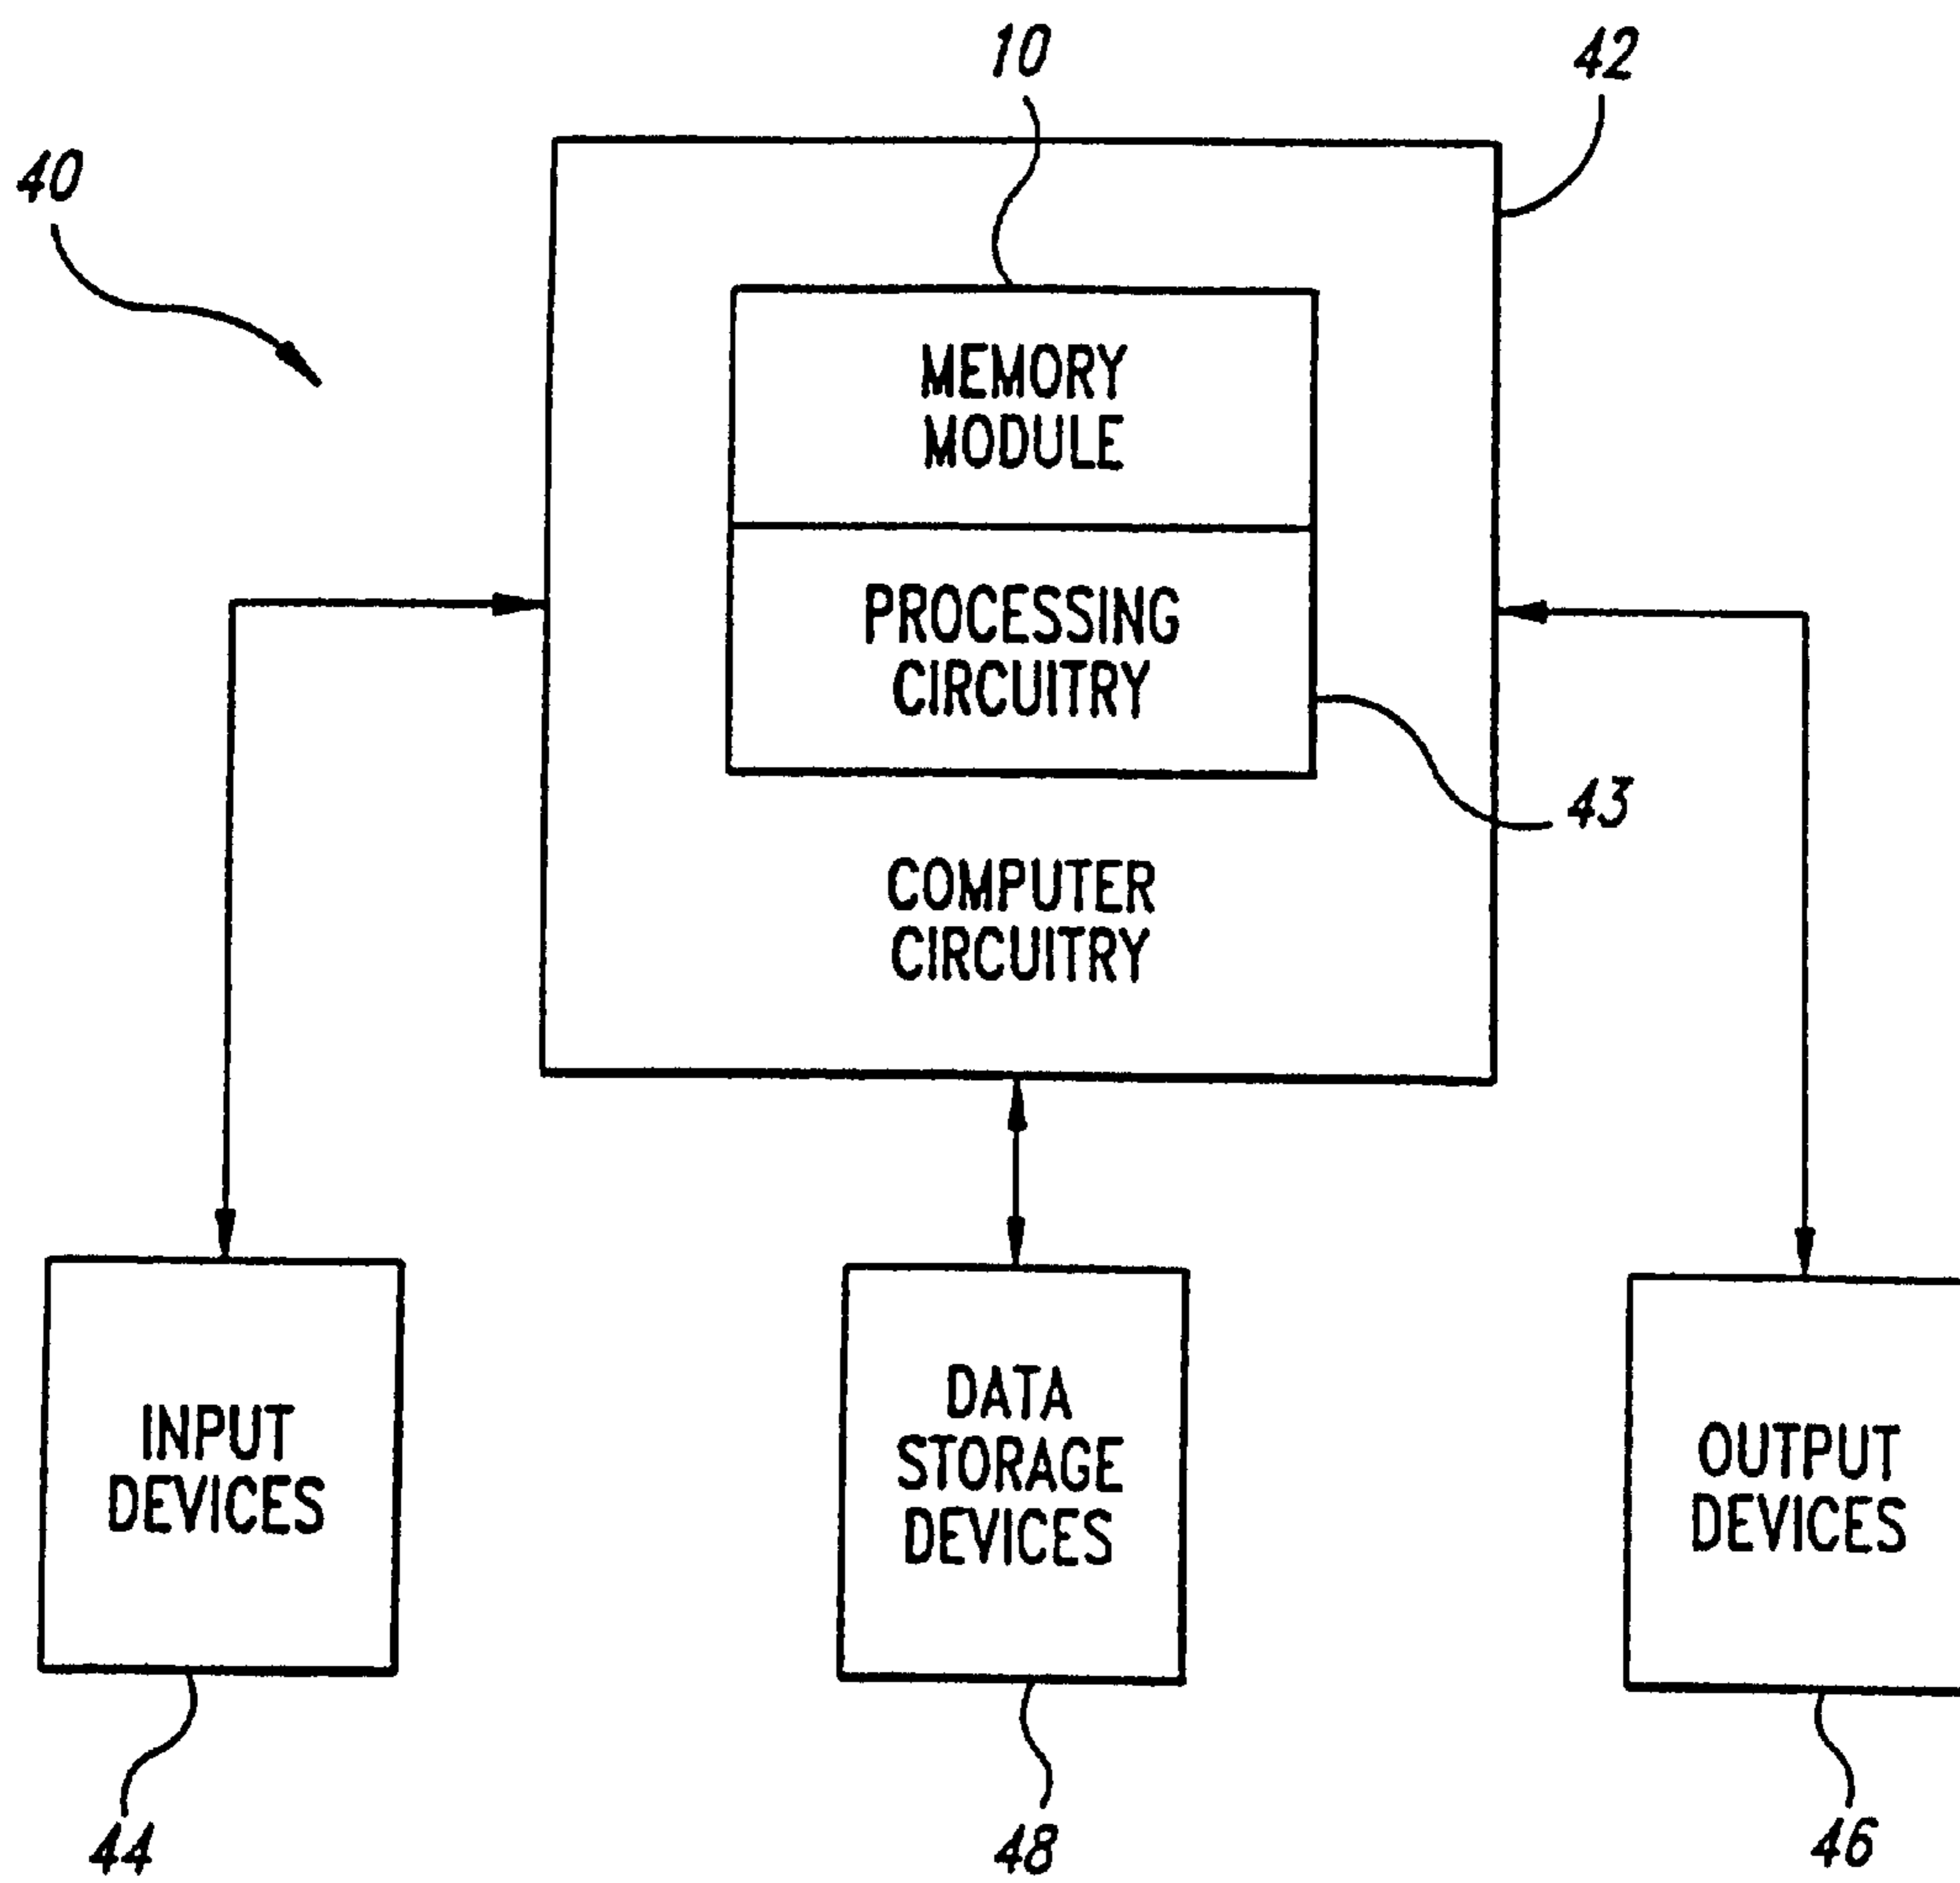 10
42
40
MEMORY
MODULE
PROCESSING
CIRCUITRY
43
COMPUTER
CIRCUITRY
INPUT
DEVICES
DATA
STORAGE
DEVICES
OUTPUT
DEVICES
44
48
46